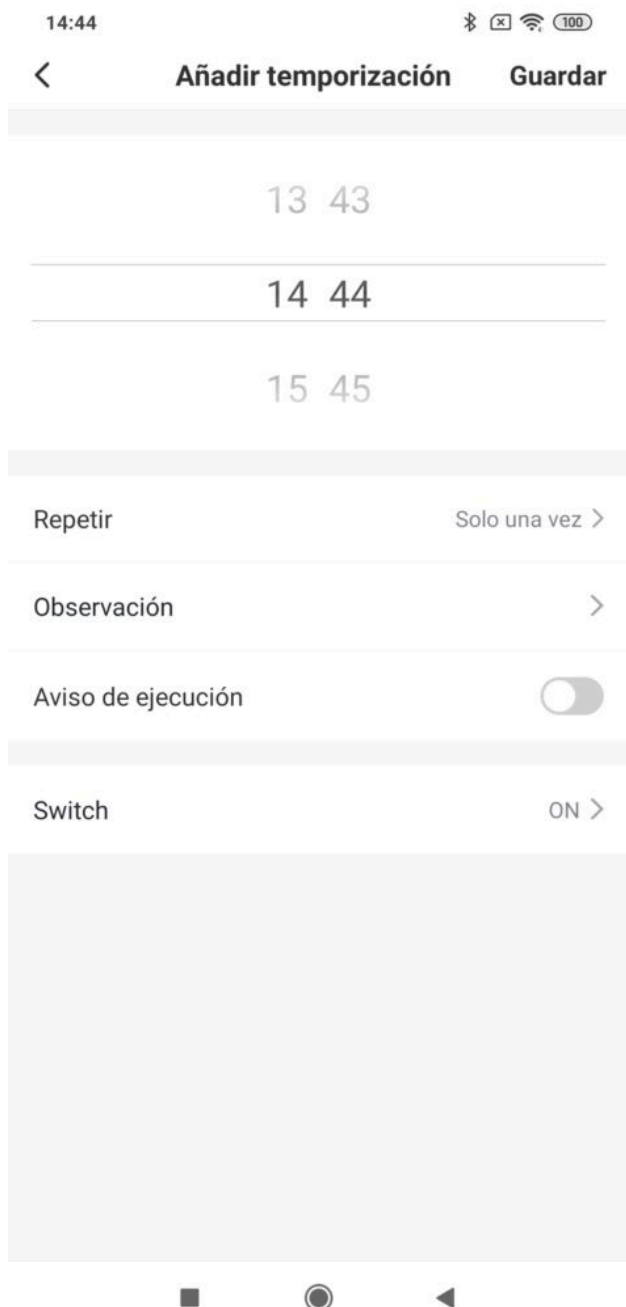 14:44
100
Añadir temporización Guardar
13 43
14 44
15 45
Repetir Solo una vez
Observación
Aviso de ejecución
Switch ON